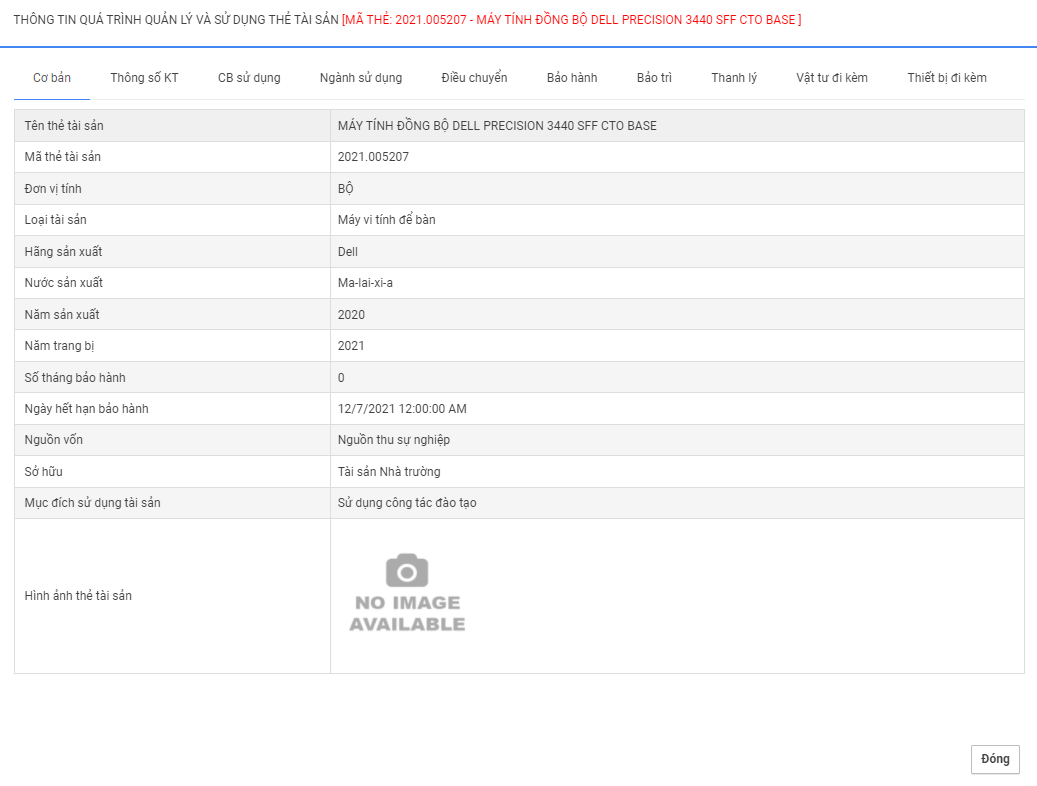 THÔNG TIN QUÁ TRÌNH QUẢN LÝ VÀ SỬ DỤNG THẺ TÀI SẢN [MÃ THẺ: 2021.005207 - MÁY TÍNH ĐỒNG BỘ DELL PRECISION 3440 SFF CTO BASE ]
Cơ bản Thông số KT CB sử dụng Ngành sử dụng Điều chuyển Bảo hành Bảo trì Thanh lý Vật tư đi kèm Thiết bị đi kèm
Tên thẻ tài sản MÁY TÍNH ĐỒNG BỘ DELL PRECISION 3440 SFF CTO BASE
Mã thẻ tài sản 2021.005207
Đơn vị tính BỘ
Loại tài sản Máy vi tính để bàn
Hãng sản xuất Dell
Nước sản xuất Ma-lai-xi-a
Năm sản xuất 2020
Năm trang bị 2021
Số tháng bảo hành 0
Ngày hết hạn bảo hành 12/7/2021 12:00:00 AM
Nguồn vốn Nguồn thu sự nghiệp
Sở hữu Tài sản Nhà trường
Mục đích sử dụng tài sản Sử dụng công tác đào tạo
Hình ảnh thẻ tài sản NO IMAGE
AVAILABLE
Đóng